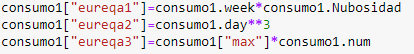 consumo1["eureqa1"]=consumo1.week*consumo1.Nubosidad
consumo1["eureqa2"]=consumo1.day**3
consumo1["eureqa3"]=consumo1["max"]*consumo1.num